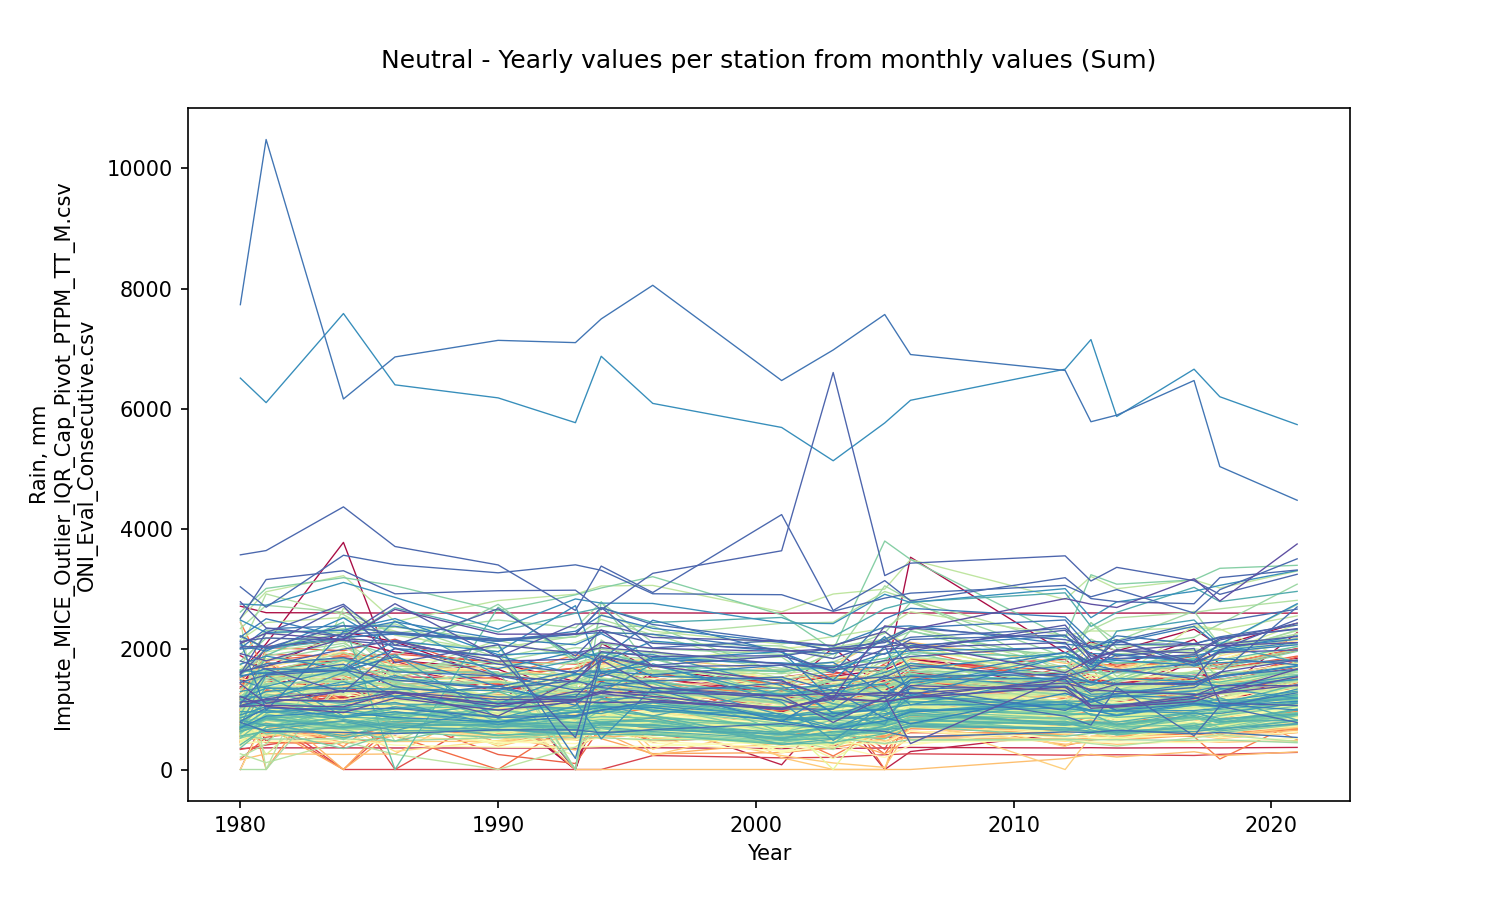 Neutral - Yearly values per station from monthly values (Sum)
Rain, mm
Impute_MICE_Outlier_IQR_Cap_Pivot_PTPM_TT_M.csv
ONI_Eval_Consecutive.csv
10000
8000
6000
4000
2000
0
1980
1990
2000
2010
2020
Year